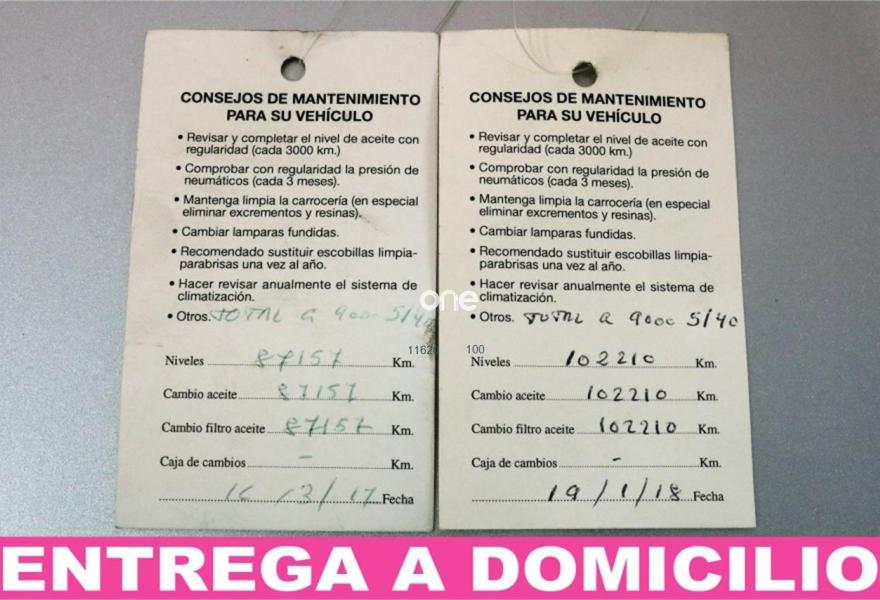 CONSEJOS DE MANTENIMIENTO
PARA SU VEHÍCULO
• Revisar y completar el nivel de aceite con
regularidad (cada 3000 km.)
• Comprobar con regularidad la presión de
neumáticos (cada 3 meses).
• Mantenga limpia la carrocería (en especial
eliminar excrementos y resinas).
• Cambiar lamparas fundidas.
• Recomendado sustituir escobillas limpia-
parabrisas una vez al año.
• Hacer revisar anualmente el sistema de
climatización.
• Otros. TOTAL a 9000 5/40
Niveles 87157 Km.
Cambio aceite 87157 Km.
Cambio filtro aceite 87157 Km.
Caja de cambios - Km.
/ 17 Fecha
CONSEJOS DE MANTENIMIENTO
PARA SU VEHÍCULO
• Revisar y completar el nivel de aceite con
regularidad (cada 3000 km.)
• Comprobar con regularidad la presión de
neumáticos (cada 3 meses).
• Mantenga limpia la carrocería (en especial
eliminar excrementos y resinas).
• Cambiar lamparas fundidas.
• Recomendado sustituir escobillas limpia-
parabrisas una vez al año.
• Hacer revisar anualmente el sistema de
climatización.
• Otros. TOTAL a 9000 5/40
Niveles 102210 Km.
Cambio aceite 102210 Km.
Cambio filtro aceite 102210 Km.
Caja de cambios - Km.
19/1/18 Fecha
one
100
ENTREGA A DOMICILIO